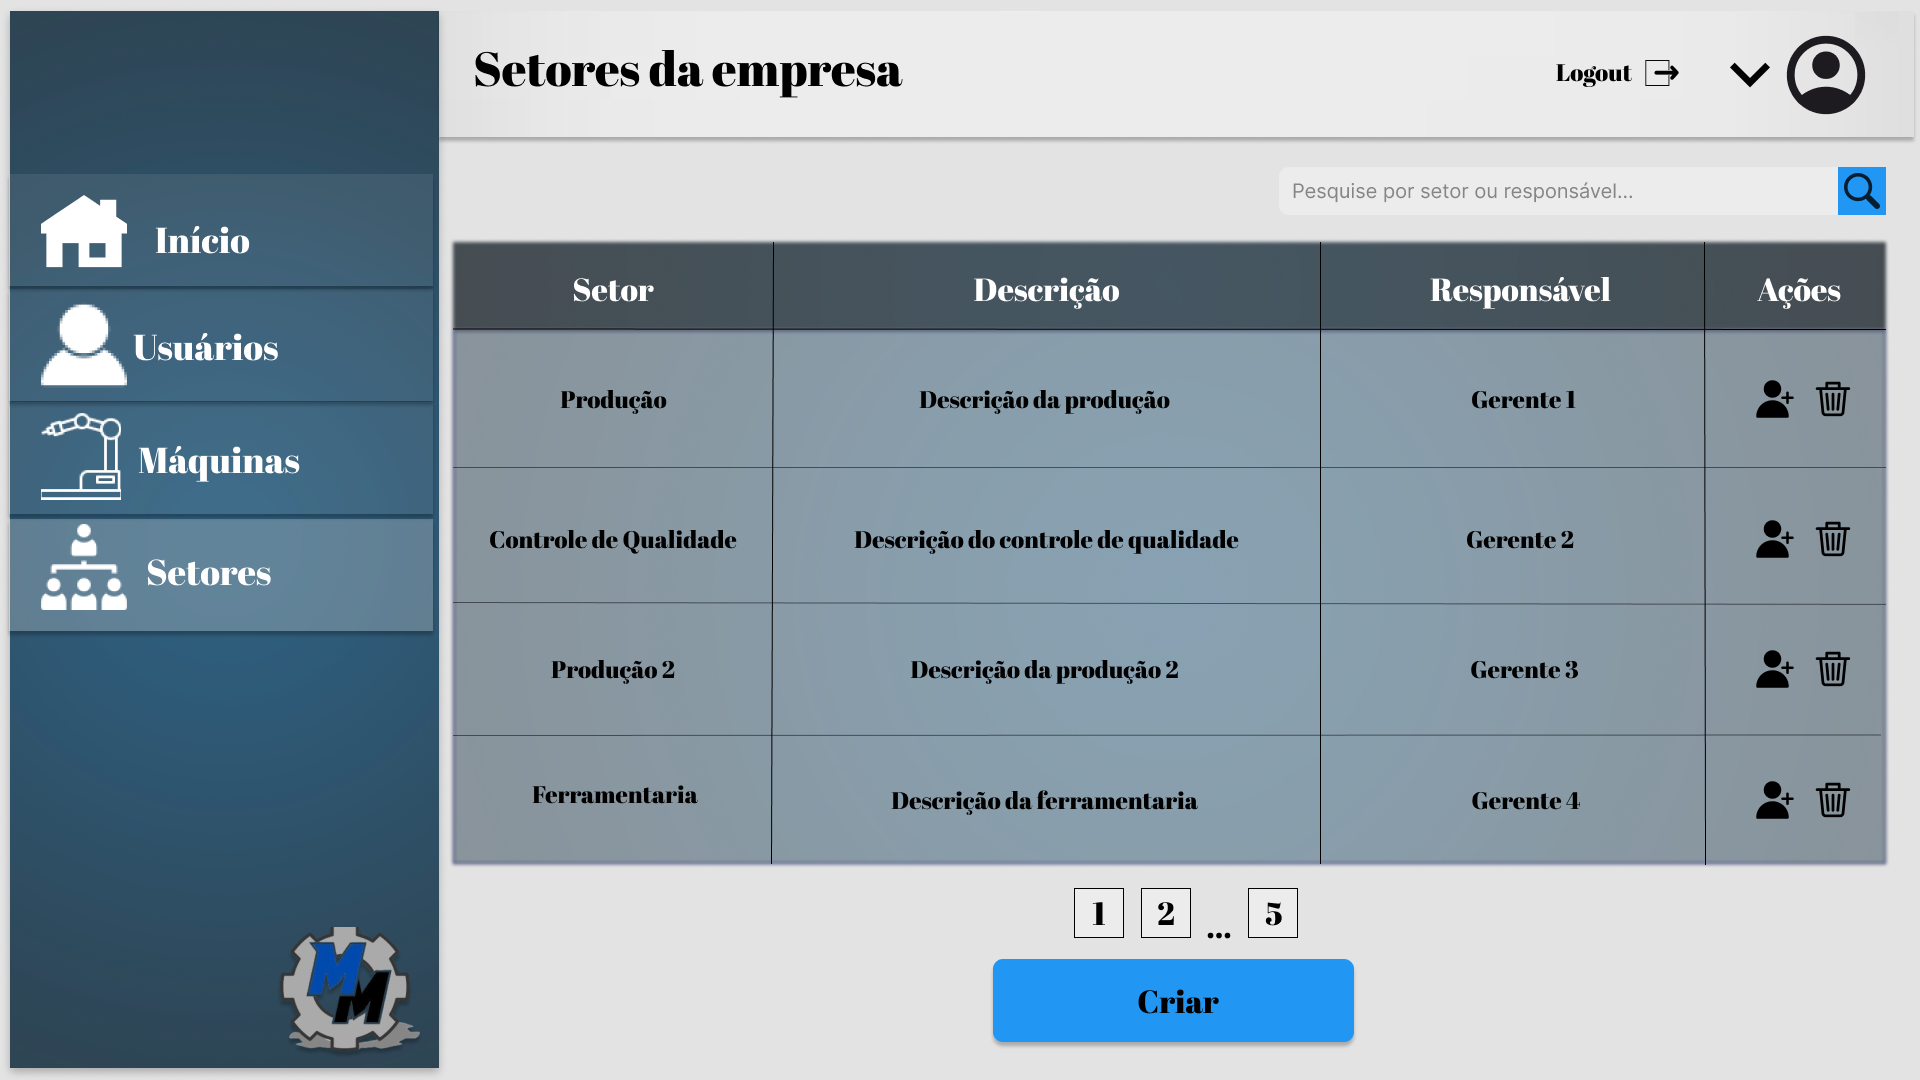 Setores da empresa
Logout
Início
Usuários
Máquinas
Setores
MM
Pesquise por setor ou responsável...
Setor Descrição Responsável Ações
Produção Descrição da produção Gerente 1
Controle de Qualidade Descrição do controle de qualidade Gerente 2
Produção 2 Descrição da produção 2 Gerente 3
Ferramentaria Descrição da ferramentaria Gerente 4
1 2 ... 5
Criar